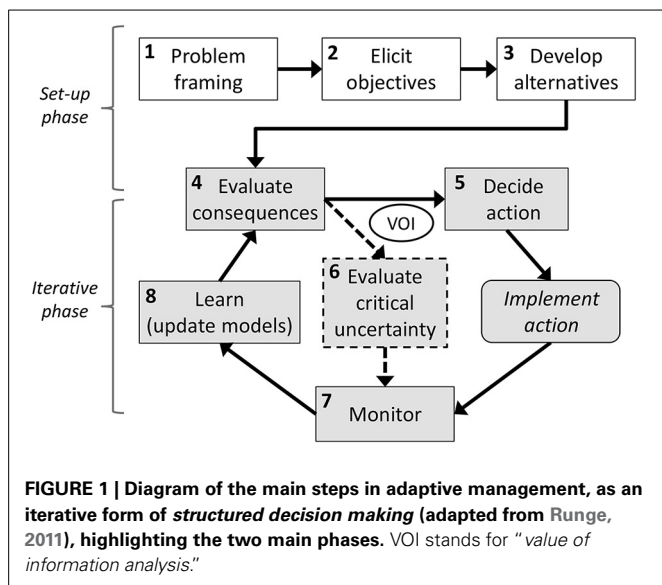 1 Problem
framing
2 Elicit
objectives
3 Develop
alternatives
Set-up
phase
4 Evaluate
consequences
VOI
5 Decide
action
Iterative
phase
8 Learn
(update models)
6
Evaluate
critical
uncertainty
Implement
action
7
Monitor
FIGURE 1 | Diagram of the main steps in adaptive management, as an
iterative form of structured decision making (adapted from Runge,
2011), highlighting the two main phases. VOI stands for "value of
information analysis."